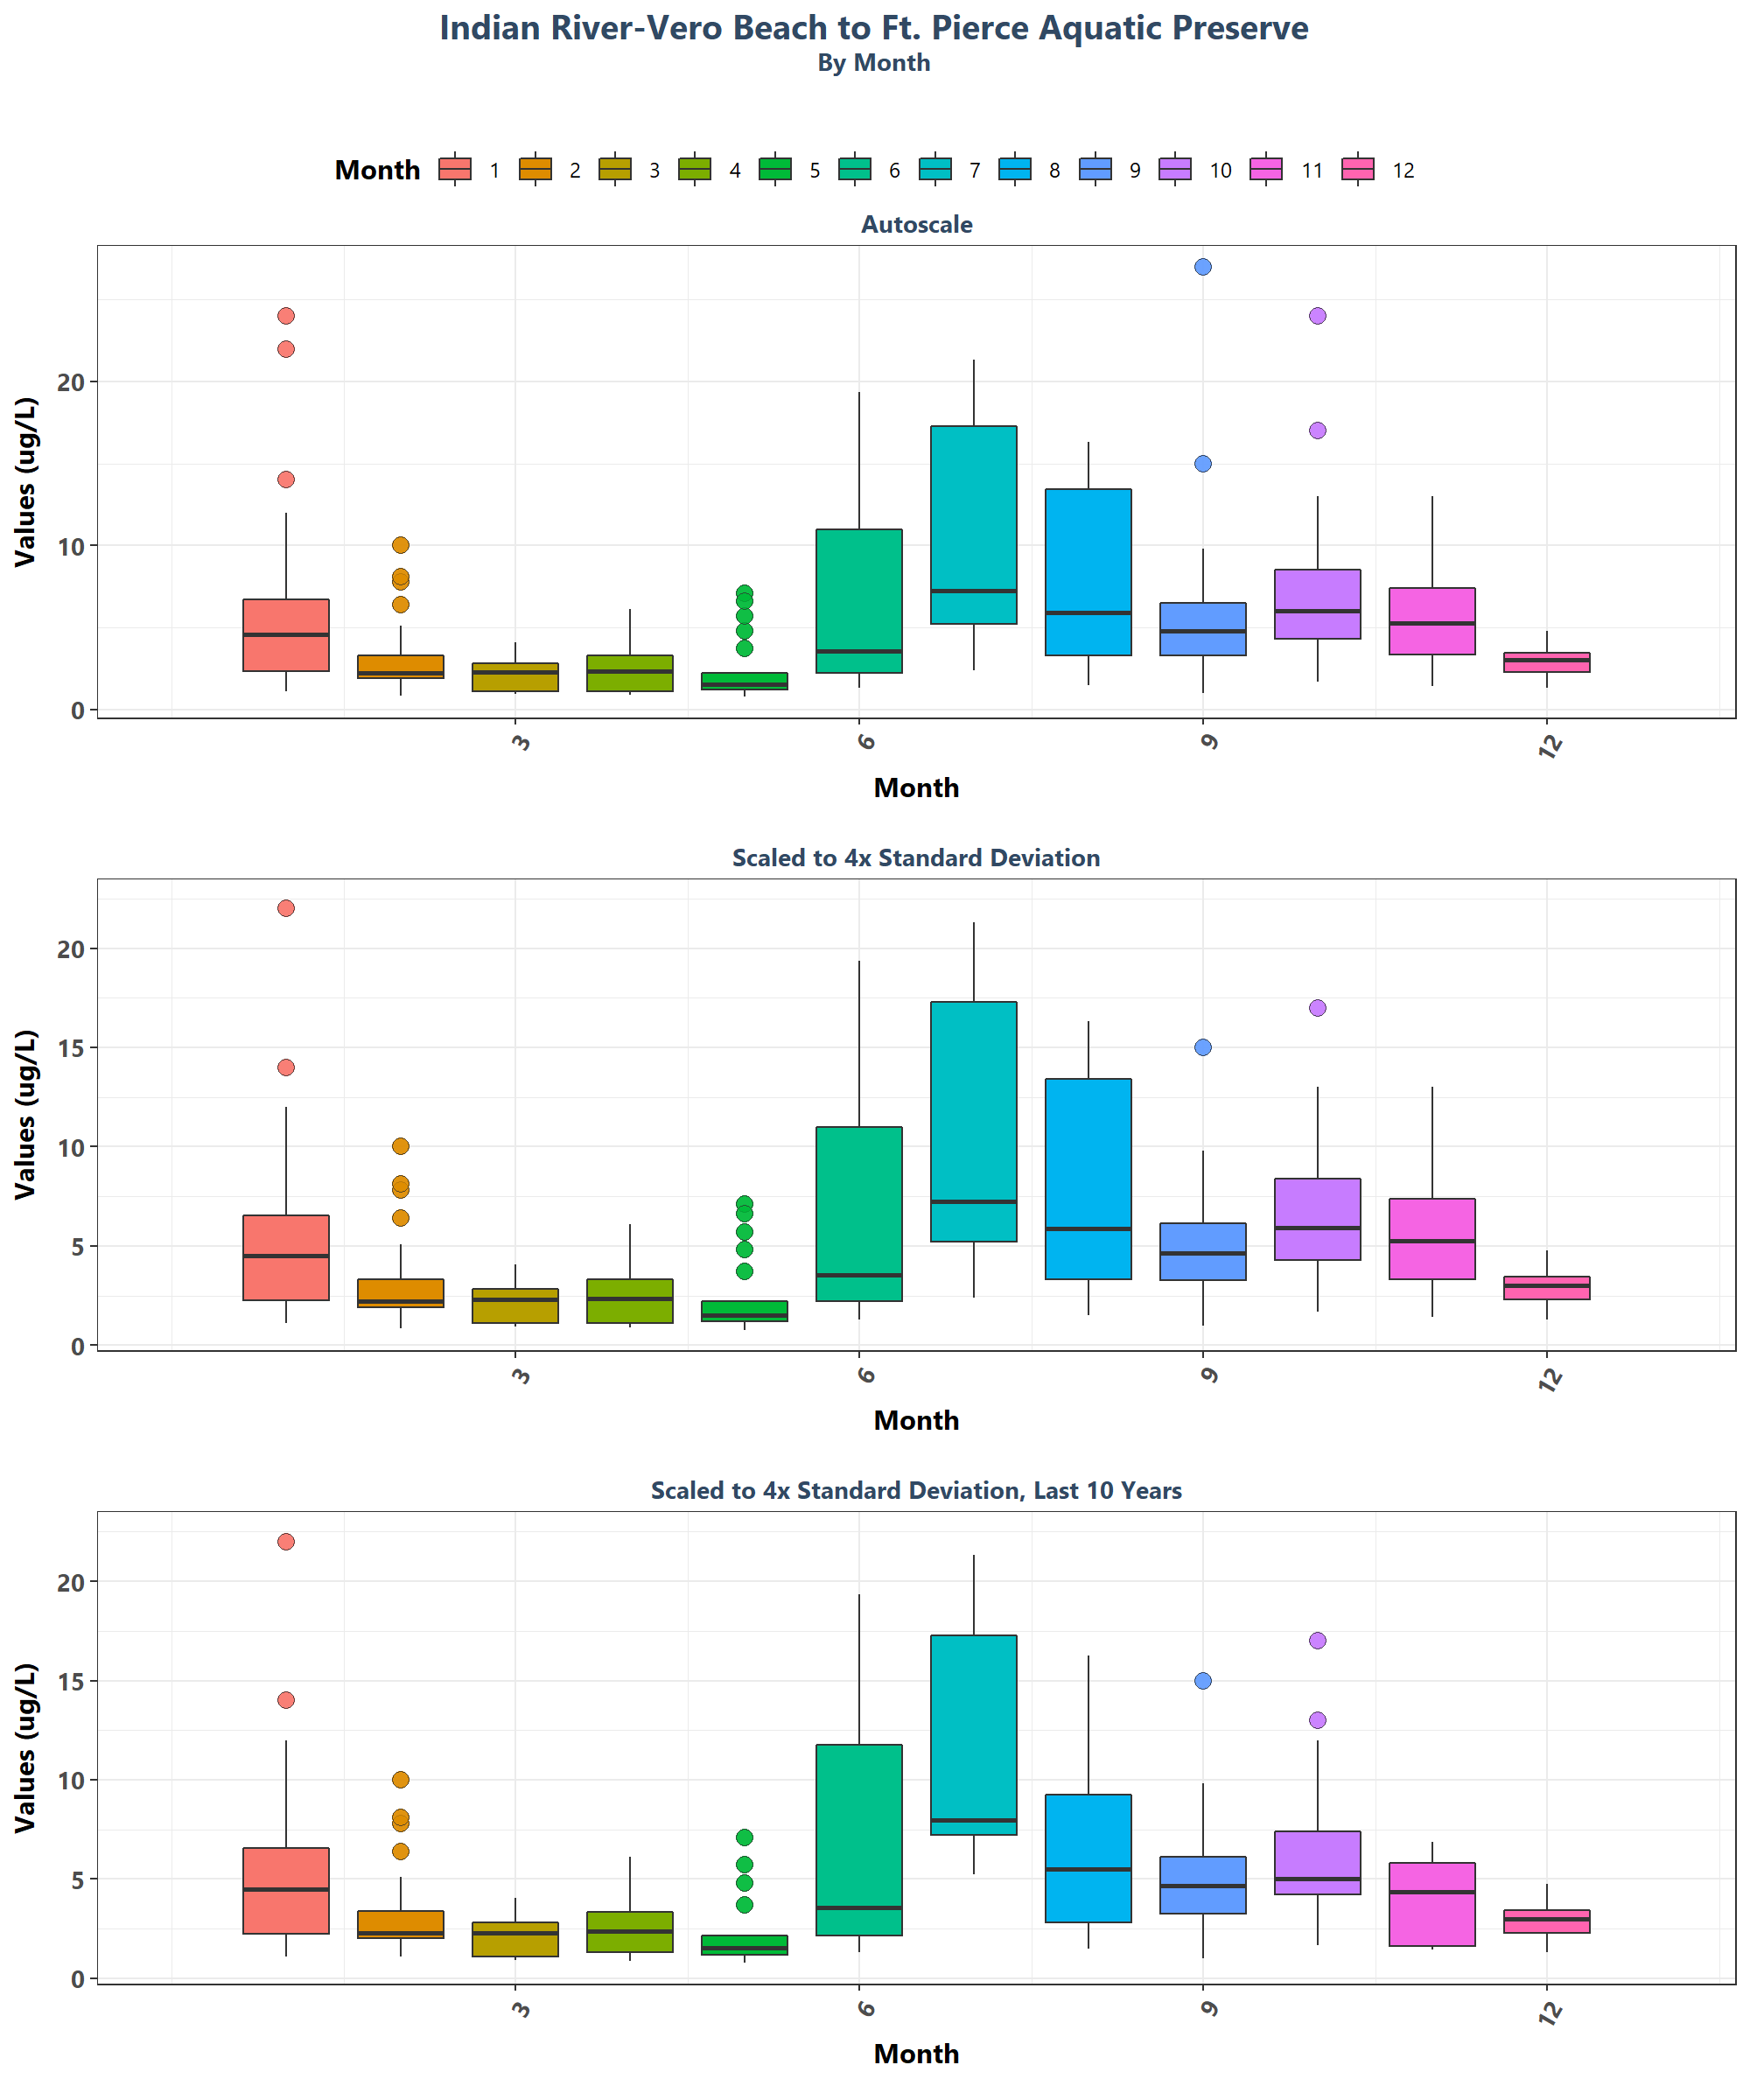 Indian River-Vero Beach to Ft. Pierce Aquatic Preserve
By Month
Month 1 2 3 4 5 6 7 8 9 10 11 12
Autoscale
Values (ug/L)
20
10
0
3 6 9 12
Month
Scaled to 4x Standard Deviation
Values (ug/L)
20
15
10
5
0
3 6 9 12
Month
Scaled to 4x Standard Deviation, Last 10 Years
Values (ug/L)
20
15
10
5
0
3 6 9 12
Month